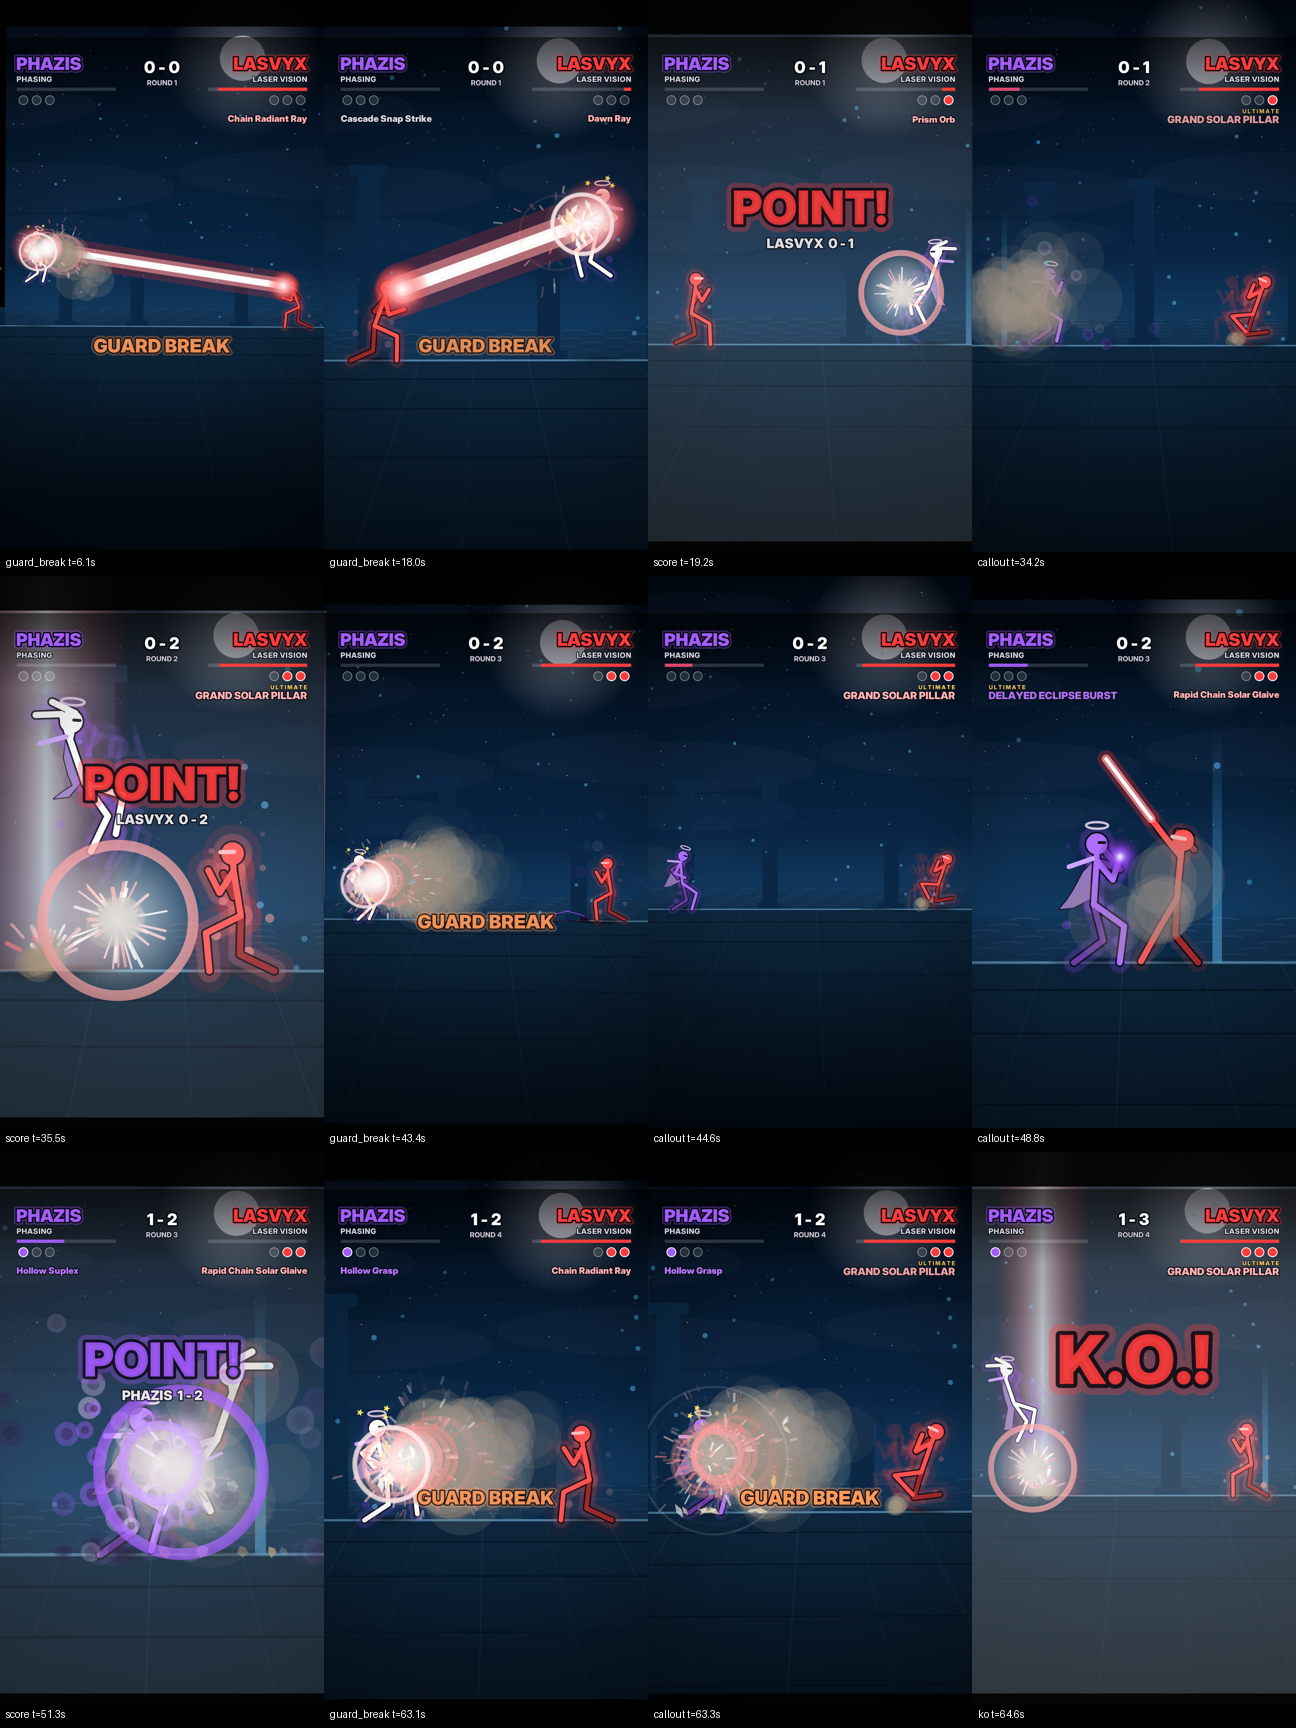 PHAZIS
PHASING
0-0
ROUND 1
LASVYX
LASER VISION
Chain Radiant Ray
GUARD BREAK
guard_break t=6.1s
PHAZIS
PHASING
0-0
ROUND 1
LASVYX
LASER VISION
Cascade Snap Strike
Dawn Ray
GUARD BREAK
guard_break t=18.0s
PHAZIS
PHASING
0-1
ROUND 1
LASVYX
LASER VISION
Prism Orb
POINT!
LASVYX 0-1
score t=19.2s
PHAZIS
PHASING
0-1
ROUND 2
LASVYX
LASER VISION
ULTIMATE
GRAND SOLAR PILLAR
callout t=34.2s
PHAZIS
PHASING
0-2
ROUND 2
LASVYX
LASER VISION
ULTIMATE
GRAND SOLAR PILLAR
POINT!
LASVYX 0-2
score t=35.5s
PHAZIS
PHASING
0-2
ROUND 3
LASVYX
LASER VISION
GUARD BREAK
guard_break t=43.4s
PHAZIS
PHASING
0-2
ROUND 3
LASVYX
LASER VISION
ULTIMATE
GRAND SOLAR PILLAR
callout t=44.6s
PHAZIS
PHASING
0-2
ROUND 3
LASVYX
LASER VISION
ULTIMATE
DELAYED ECLIPSE BURST
Rapid Chain Solar Glaive
callout t=48.8s
PHAZIS
PHASING
1-2
ROUND 3
LASVYX
LASER VISION
Hollow Suplex
Rapid Chain Solar Glaive
POINT!
PHAZIS 1-2
score t=51.3s
PHAZIS
PHASING
1-2
ROUND 4
LASVYX
LASER VISION
Hollow Grasp
Chain Radiant Ray
GUARD BREAK
guard_break t=63.1s
PHAZIS
PHASING
1-2
ROUND 4
LASVYX
LASER VISION
Hollow Grasp
ULTIMATE
GRAND SOLAR PILLAR
GUARD BREAK
callout t=63.3s
PHAZIS
PHASING
1-3
ROUND 4
LASVYX
LASER VISION
ULTIMATE
GRAND SOLAR PILLAR
K.O.!
ko t=64.6s